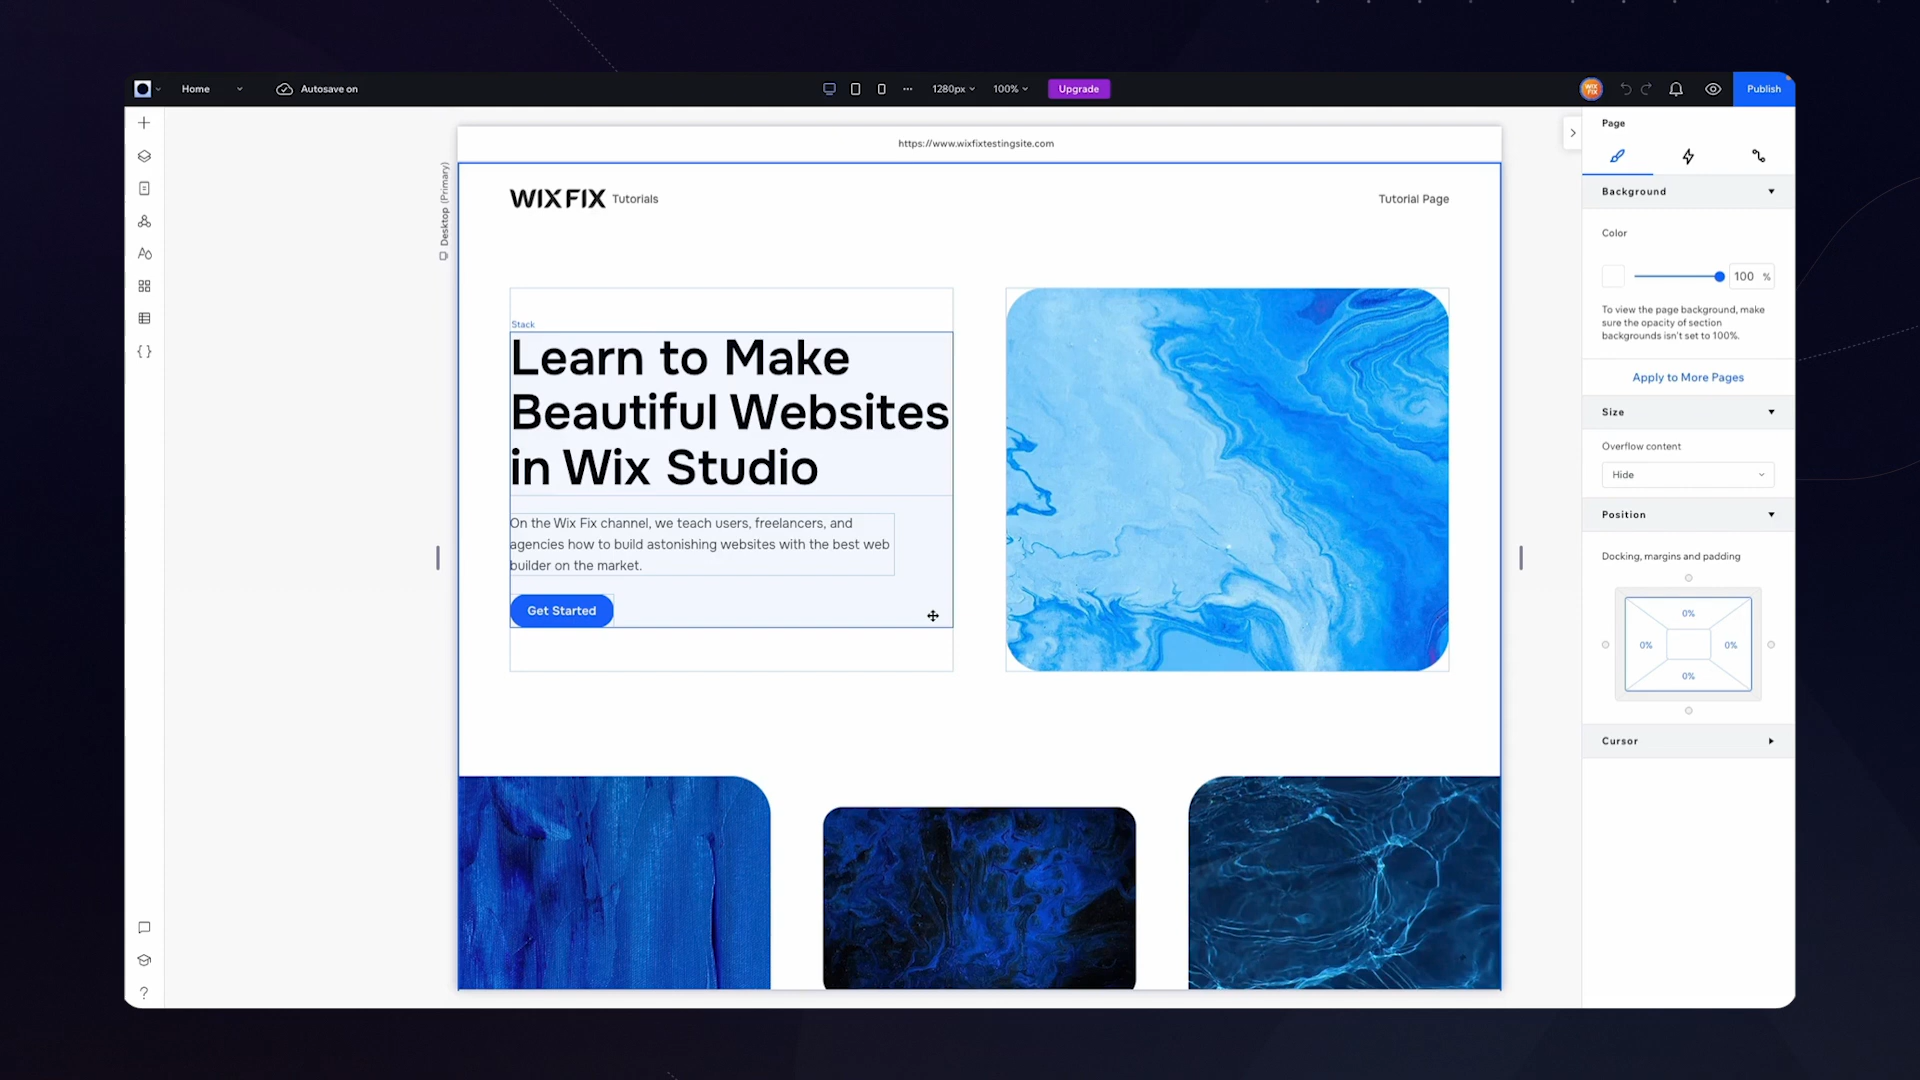 Home
Autosave on
1280px
100%
Upgrade
WIX
FIX
Publish
https://www.wixfixtestingsite.com
Desktop (Primary)
WIX FIX Tutorials
Tutorial Page
Stack
Learn to Make
Beautiful Websites
in Wix Studio
On the Wix Fix channel, we teach users, freelancers, and
agencies how to build astonishing websites with the best web
builder on the market.
Get Started
Page
Background
Color
100 %
To view the page background, make
sure the opacity of section
backgrounds isn't set to 100%.
Apply to More Pages
Size
Overflow content
Hide
Position
Docking, margins and padding
0%
0%
0%
0%
Cursor